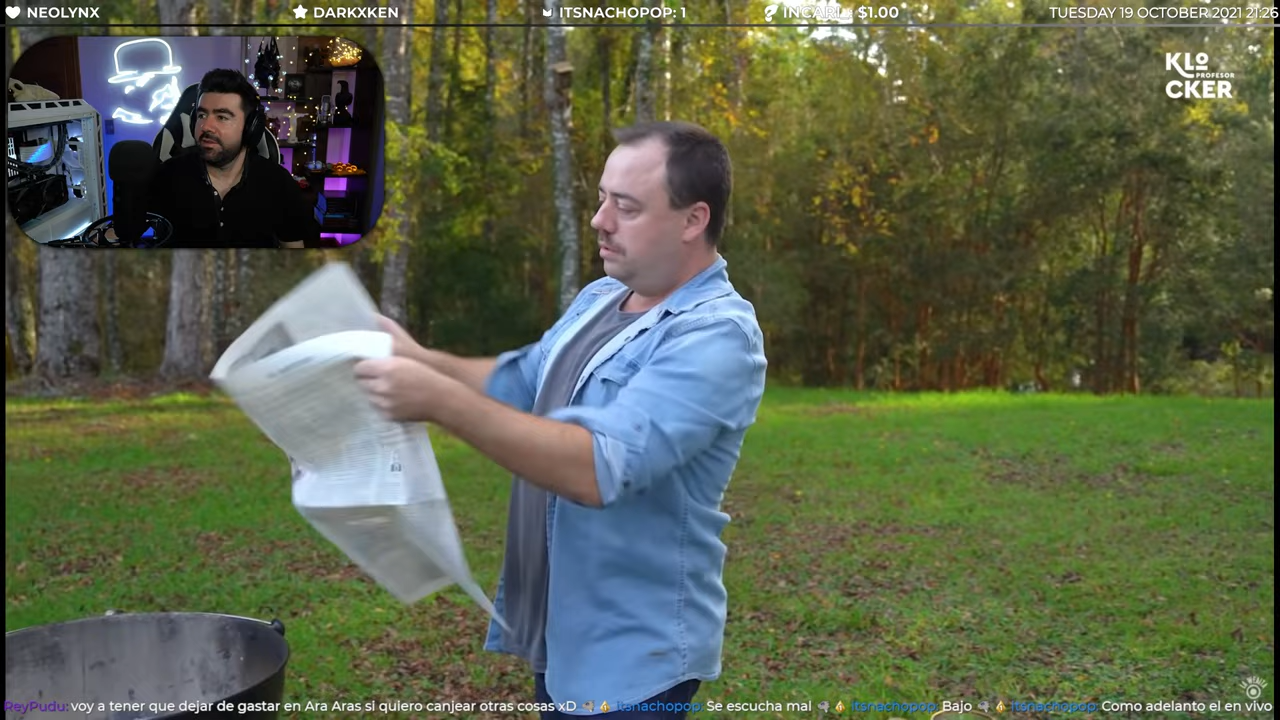 NEOLYNX
DARKXKEN
ITSNACHOPOP: 1
INCARL: $1.00
TUESDAY 19 OCTOBER 2021 21:26
KLO
PROFESOR
CKER
ReyPudu: voy a tener que dejar de gastar en Ara Aras si quiero canjear otras cosas xD itsnachopop: Se escucha mal itsnachopop: Bajo itsnachopop: Como adelanto el en vivo